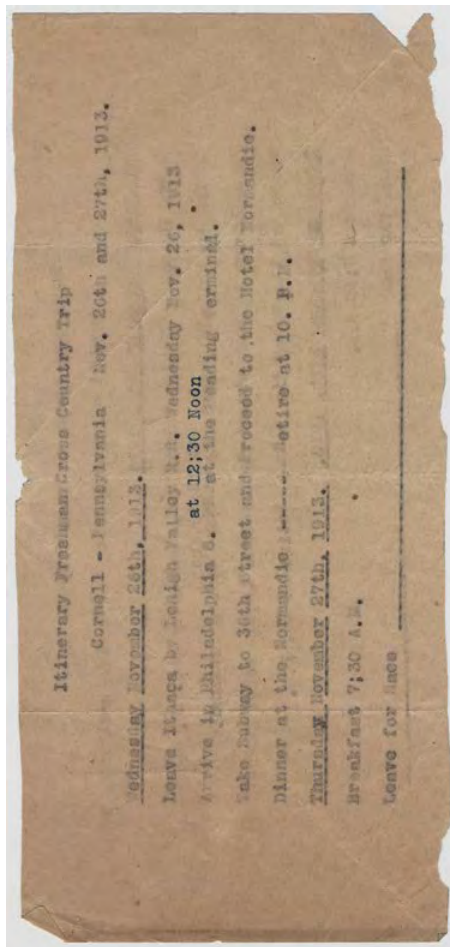 Itinerary Freshman Cross Country Trip
Cornell - Pennsylvania Nov. 26th and 27th, 1913.
Wednesday November 26th, 1913.
Leave Ithaca by Lehigh Valley R.R. Wednesday Nov. 26, 1913
at 12;30 Noon
Arrive in Philadelphia 8. at the Reading Terminal.
Take Subway to 36th Street and Proceed to the Hotel Normandie.
Dinner at the Normandie ----- Retire at 10. P.M.
Thursday November 27th, 1913.
Breakfast 7;30 A.M.
Leave for Race